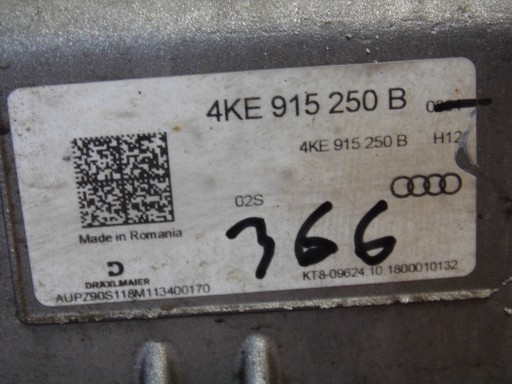 4KE 915 250 B
4KE 915 250 B H12
02S
Made in Romania
366
DRÄXLMAIER
KT8-09624.10.1800010132
AUPZ90S118M113400170